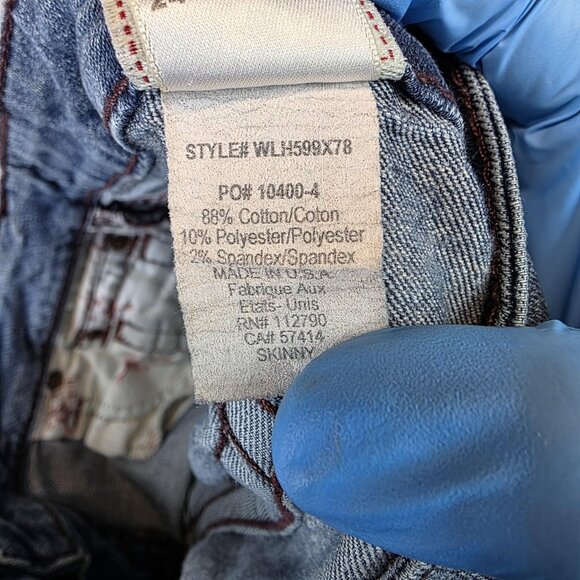 24
STYLE# WLH599X78
PO# 10400-4
88% Cotton/Coton
10% Polyester/Polyester
2% Spandex/Spandex
MADE IN U.S.A.
Fabrique Aux
Etats- Unis
RN# 112790
CA# 57414
SKINNY